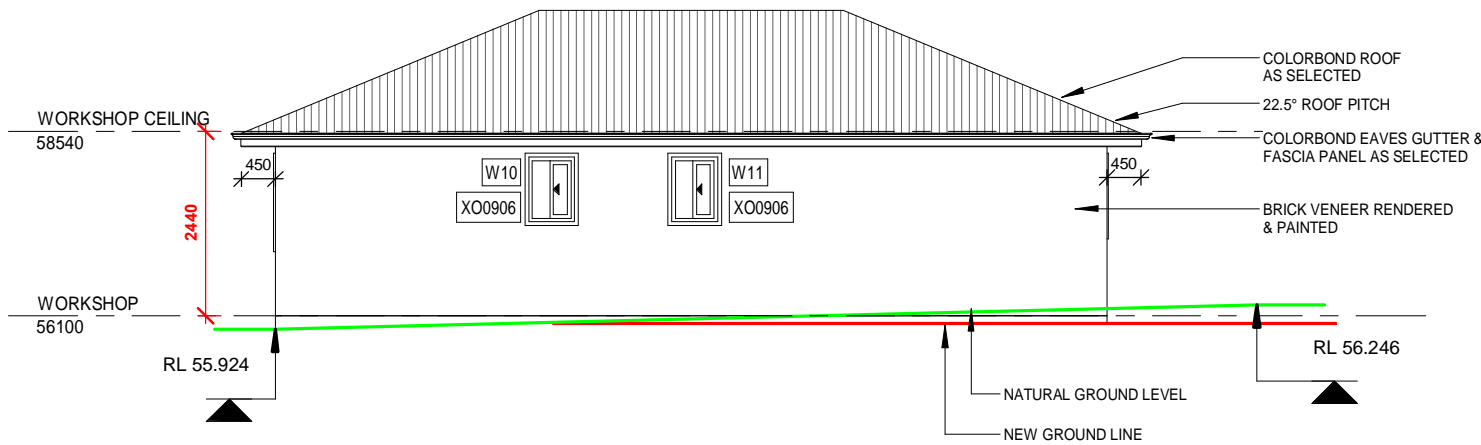 COLORBOND ROOF
AS SELECTED
22.5° ROOF PITCH
WORKSHOP CEILING
58540
COLORBOND EAVES GUTTER &
FASCIA PANEL AS SELECTED
450
450
W10
W11
XO0906
XO0906
2440
BRICK VENEER RENDERED
& PAINTED
WORKSHOP
56100
RL 55.924
RL 56.246
NATURAL GROUND LEVEL
NEW GROUND LINE